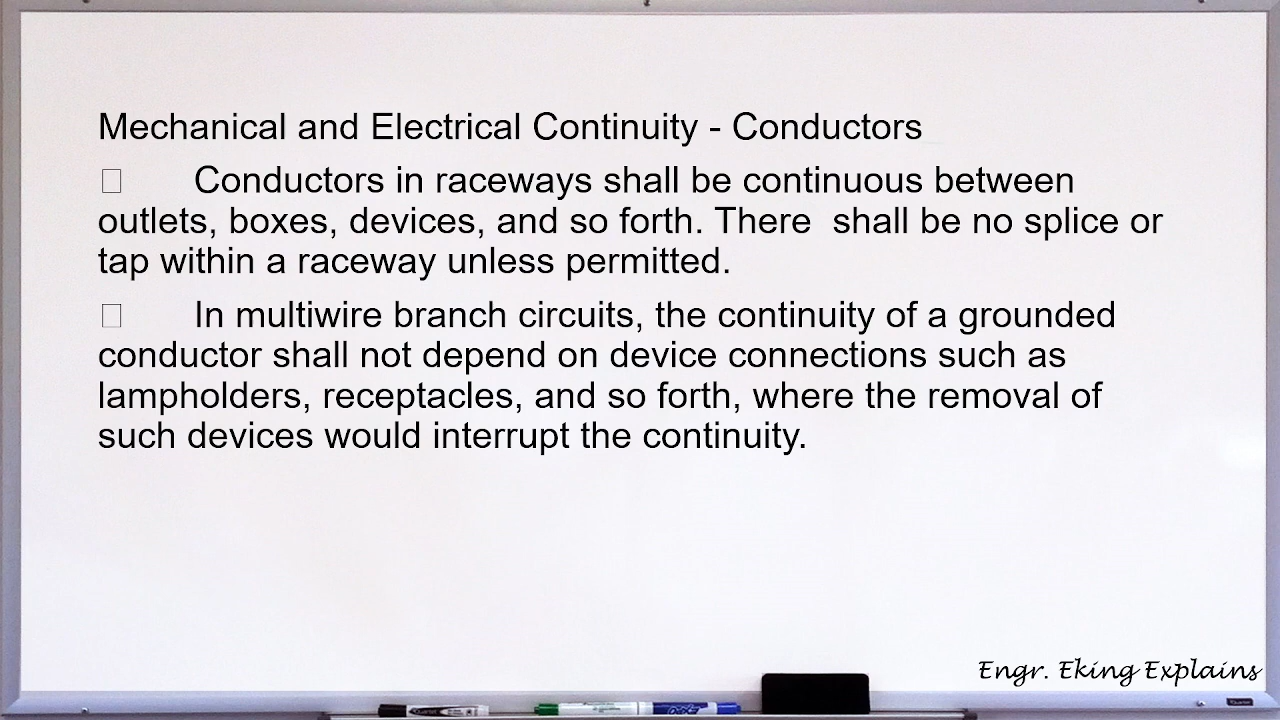 Mechanical and Electrical Continuity - Conductors
Conductors in raceways shall be continuous between
outlets, boxes, devices, and so forth. There  shall be no splice or
tap within a raceway unless permitted.
In multiwire branch circuits, the continuity of a grounded
conductor shall not depend on device connections such as
lampholders, receptacles, and so forth, where the removal of
such devices would interrupt the continuity.
Engr. Eking Explains